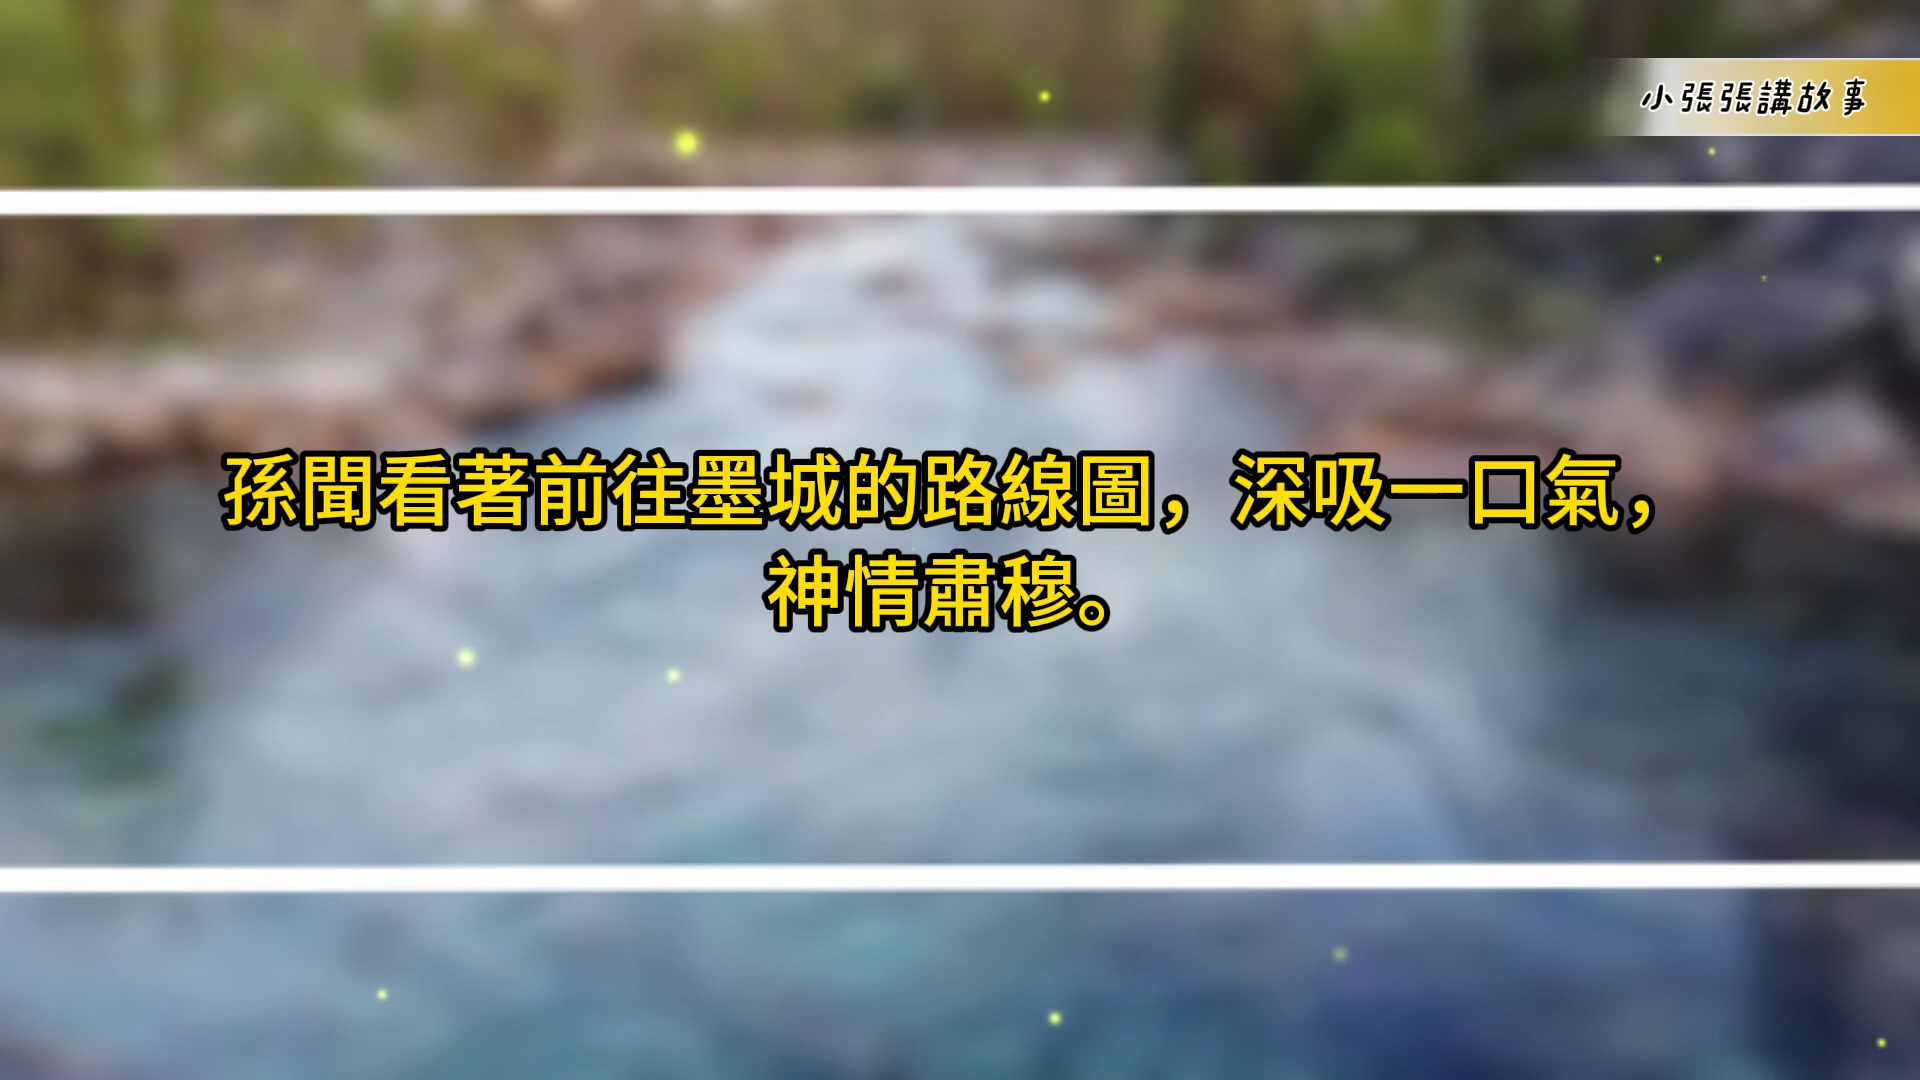 小張張講故事
孫聞看著前往墨城的路線圖，深吸一口氣，
神情肅穆。